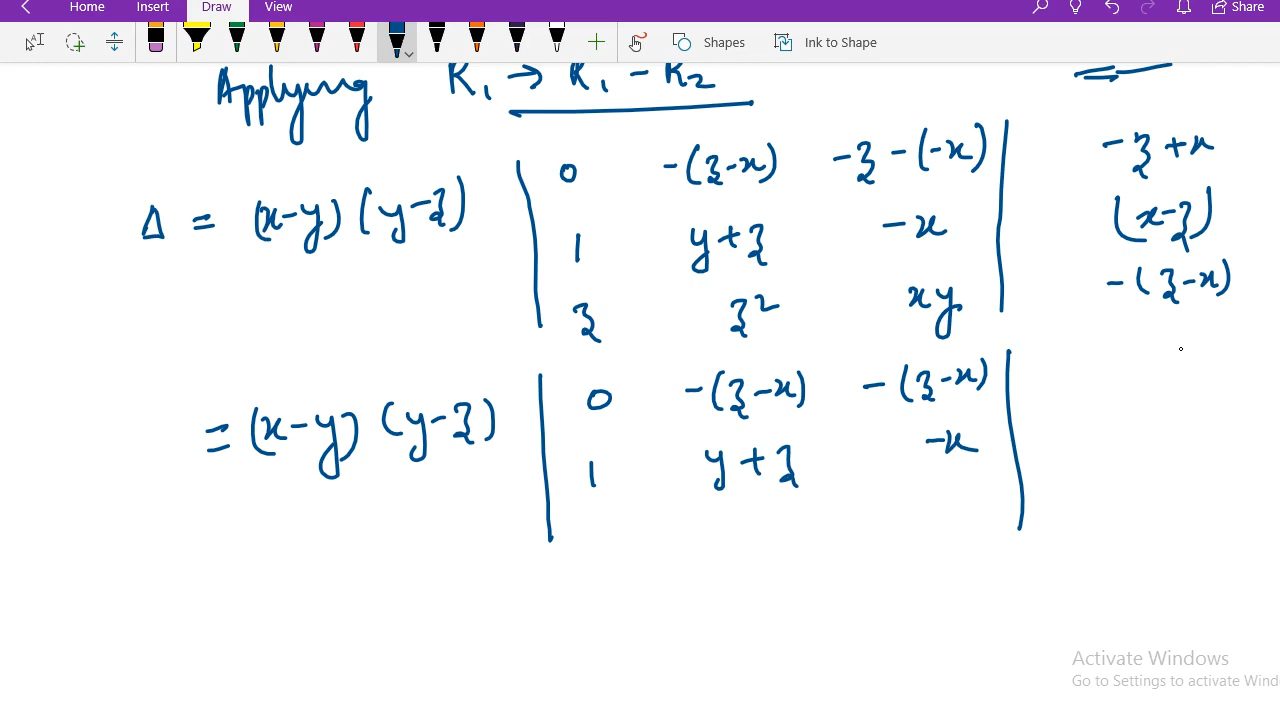 Home Insert Draw View Share
Shapes Ink to Shape
Applying R₁ → R₁ - R₂
0 -(z-x) -z-(-x) -z+x
Δ = (x-y)(y-z) 1 y+z -x (x-z)
z z² xy -(z-x)
0 -(z-x) -(z-x)
= (x-y)(y-z) 1 y+z -x
Activate Windows
Go to Settings to activate Wind